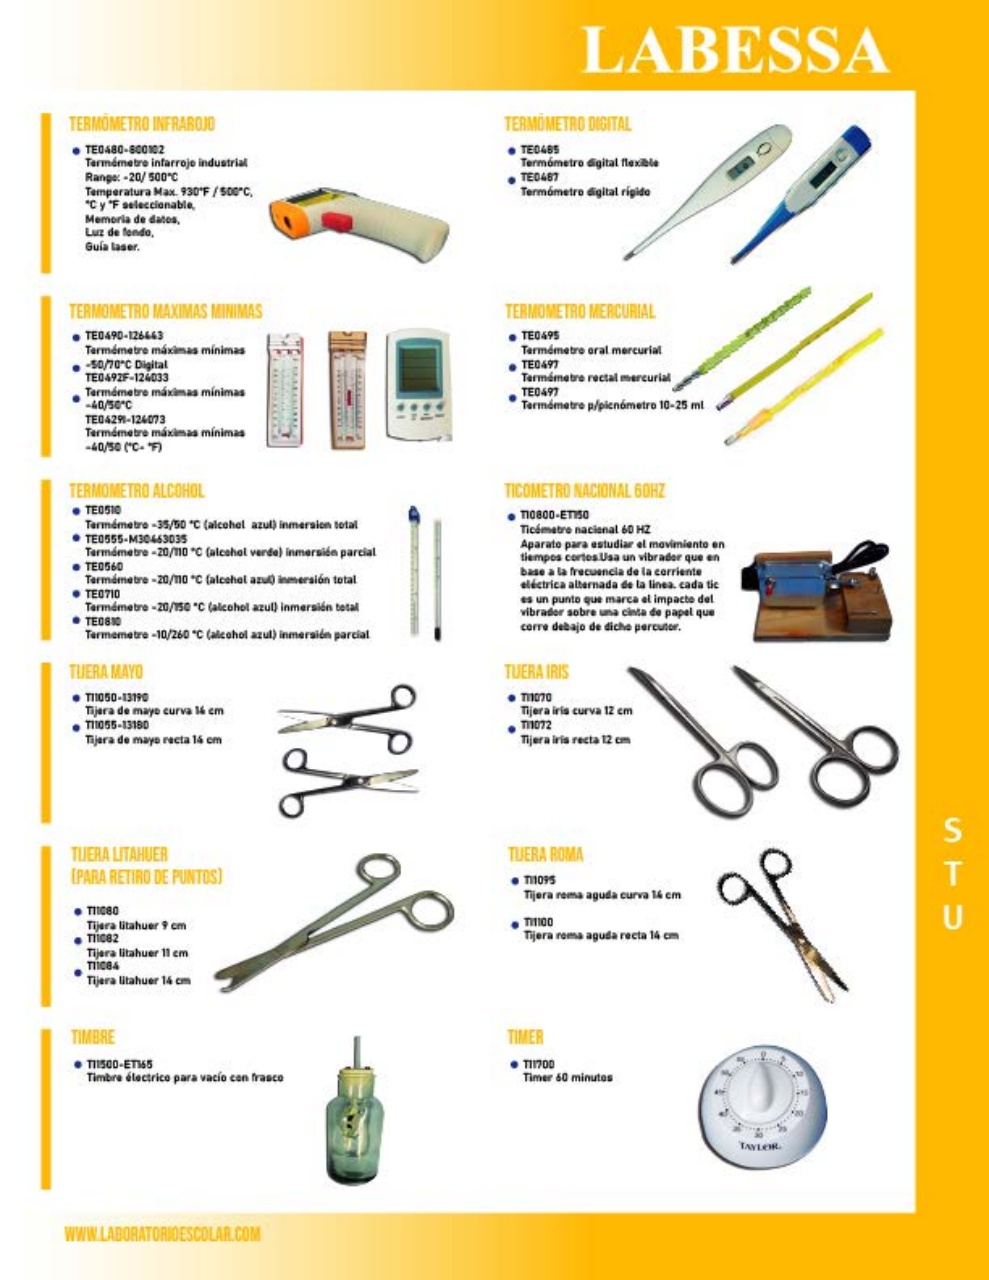 LABESSA
TERMÓMETRO INFRAROJO
TE0480-800102
Termómetro infarrojo industrial
Rango: -20/ 500°C
Temperatura Max. 930°F / 500°C,
°C y °F seleccionable,
Memoria de datos,
Luz de fondo,
Guía laser.
TERMÓMETRO DIGITAL
TE0485
Termómetro digital flexible
TE0487
Termómetro digital rígido
TERMOMETRO MAXIMAS MINIMAS
TE0490-126443
Termómetro máximas mínimas
-50/70°C Digital
TE0492F-124033
Termómetro máximas mínimas
-40/50°C
TE0429I-124073
Termómetro máximas mínimas
-40/50 (°C- °F)
TERMOMETRO MERCURIAL
TE0495
Termómetro oral mercurial
TE0497
Termómetro rectal mercurial
TE0497
Termómetro p/picnómetro 10-25 ml
TERMOMETRO ALCOHOL
TE0510
Termómetro -35/50 °C (alcohol azul) inmersion total
TE0555-M30463035
Termómetro -20/110 °C (alcohol verde) inmersión parcial
TE0560
Termómetro -20/110 °C (alcohol azul) inmersión total
TE0710
Termómetro -20/150 °C (alcohol azul) inmersión total
TE0810
Termometro -10/260 °C (alcohol azul) inmersión parcial
TICOMETRO NACIONAL 60HZ
TI0800-ET150
Ticómetro nacional 60 HZ
Aparato para estudiar el movimiento en
tiempos cortos.Usa un vibrador que en
base a la frecuencia de la corriente
eléctrica alternada de la línea. cada tic
es un punto que marca el impacto del
vibrador sobre una cinta de papel que
corre debajo de dicho percutor.
TIJERA MAYO
TI1050-13190
Tijera de mayo curva 14 cm
TI1055-13180
Tijera de mayo recta 14 cm
TIJERA IRIS
TI1070
Tijera iris curva 12 cm
TI1072
Tijera iris recta 12 cm
TIJERA LITAHUER
(PARA RETIRO DE PUNTOS)
TI1080
Tijera litahuer 9 cm
TI1082
Tijera litahuer 11 cm
TI1084
Tijera litahuer 14 cm
TIJERA ROMA
TI1095
Tijera roma aguda curva 14 cm
TI1100
Tijera roma aguda recta 14 cm
S
T
U
TIMBRE
TI1500-ET165
Timbre électrico para vacío con frasco
TIMER
TI1700
Timer 60 minutos
TAYLOR
WWW.LABORATORIOESCOLAR.COM